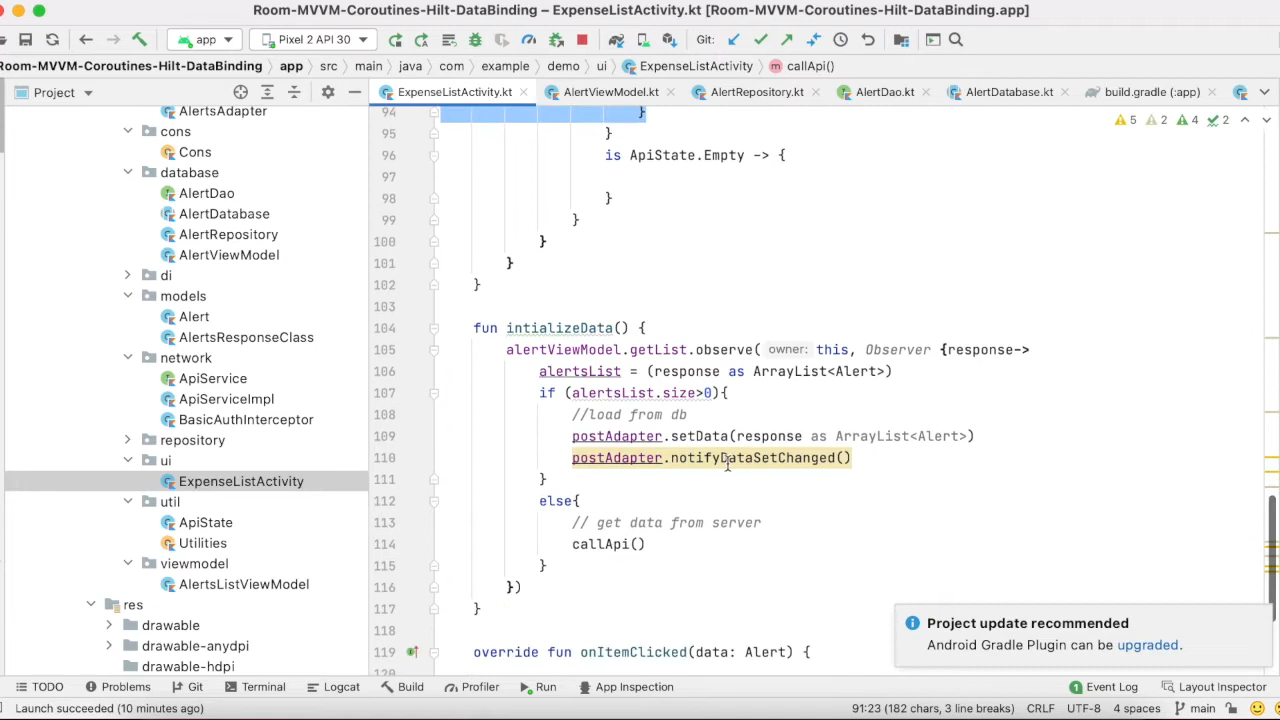 Room-MVVM-Coroutines-Hilt-DataBinding – ExpenseListActivity.kt [Room-MVVM-Coroutines-Hilt-DataBinding.app]
app Pixel 2 API 30 Git:
Room-MVVM-Coroutines-Hilt-DataBinding app src main java com example demo ui ExpenseListActivity.kt callApi()
Project ExpenseListActivity.kt AlertViewModel.kt AlertRepository.kt AlertDao.kt AlertDatabase.kt build.gradle (:app)
5 2 4 2
AlertsAdapter
cons
Cons
database
AlertDao
AlertDatabase
AlertRepository
AlertViewModel
di
models
Alert
AlertsResponseClass
network
ApiService
ApiServiceImpl
BasicAuthInterceptor
repository
ui
ExpenseListActivity
util
ApiState
Utilities
viewmodel
AlertsListViewModel
res
drawable
drawable-anydpi
drawable-hdpi
94 }
95 }
96 is ApiState.Empty -> {
97
98 }
99 }
100 }
101 }
102 }
103
104 fun intializeData() {
105 alertViewModel.getList.observe( owner: this, Observer {response->
106 alertsList = (response as ArrayList<Alert>)
107 if (alertsList.size>0){
108 //load from db
109 postAdapter.setData(response as ArrayList<Alert>)
110 postAdapter.notifyDataSetChanged()
111 }
112 else{
113 // get data from server
114 callApi()
115 }
116 })
117 }
118
119 override fun onItemClicked(data: Alert) {
120
Project update recommended
Android Gradle Plugin can be upgraded.
TODO Problems Git Terminal Logcat Build Profiler Run App Inspection 1 Event Log Layout Inspector
Launch succeeded (10 minutes ago) 91:23 (182 chars, 3 line breaks) CRLF UTF-8 4 spaces main